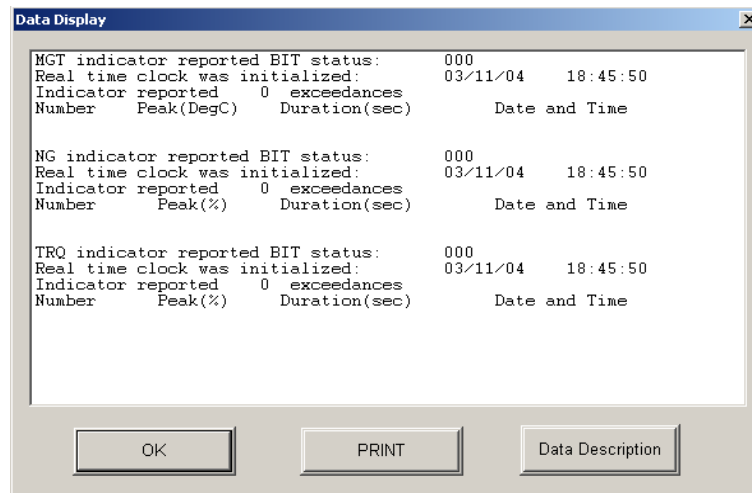 Data Display
MGT indicator reported BIT status: 000
Real time clock was initialized: 03/11/04 18:45:50
Indicator reported 0 exceedances
Number Peak(DegC) Duration(sec) Date and Time
NG indicator reported BIT status: 000
Real time clock was initialized: 03/11/04 18:45:50
Indicator reported 0 exceedances
Number Peak(%) Duration(sec) Date and Time
TRQ indicator reported BIT status: 000
Real time clock was initialized: 03/11/04 18:45:50
Indicator reported 0 exceedances
Number Peak(%) Duration(sec) Date and Time
OK PRINT Data Description